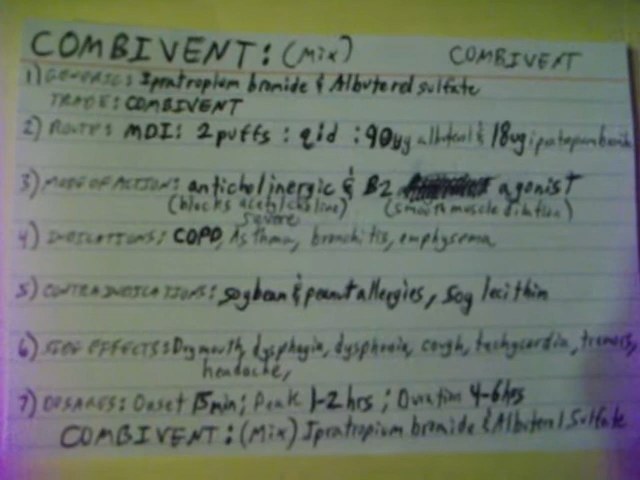 COMBIVENT: (Mix) COMBIVENT
1) GENERIC: Ipratropium bromide & Albuterol sulfate
TRADE: COMBIVENT
2) ROUTE: MDI: 2 puffs : qid : 90ug albuterol & 18ug ipratropium bromide
3) MODE OF ACTION: anticholinergic & B2 agonist
(blocks acetylcholine) (smooth muscle dilation)
severe
4) INDICATIONS: COPD, Asthma, bronchitis, emphysema
5) CONTRAINDICATIONS: soybean & peanut allergies, soy lecithin
6) SIDE EFFECTS: Dry mouth, dysphagia, dysphonia, cough, tachycardia, tremors,
headache,
7) DOSAGES: Onset 15min; Peak 1-2 hrs; Duration 4-6hrs
COMBIVENT: (Mix) Ipratropium bromide & Albuterol Sulfate